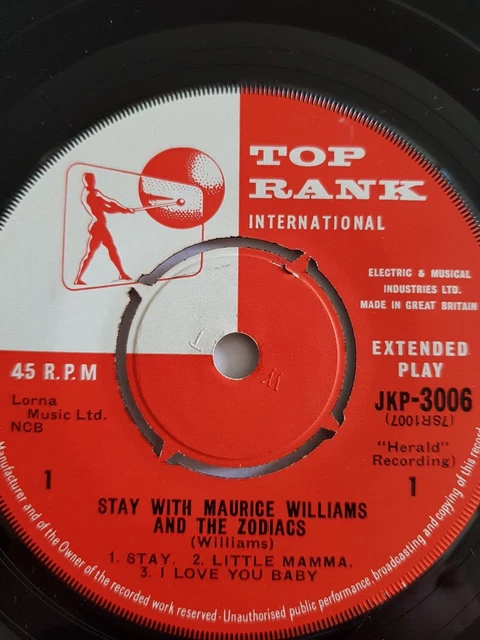 TOP
RANK
INTERNATIONAL
ELECTRIC & MUSICAL
INDUSTRIES LTD.
MADE IN GREAT BRITAIN
45 R.P.M
EXTENDED
PLAY
Lorna
Music Ltd.
NCB
JKP-3006
(7SR1007)
"Herald"
Recording)
1
1
STAY WITH MAURICE WILLIAMS
AND THE ZODIACS
(Williams)
1. STAY. 2. LITTLE MAMMA.
3. I LOVE YOU BABY
Manufacturer and of the Owner of the recorded work reserved · Unauthorised public performance, broadcasting and copying of this record